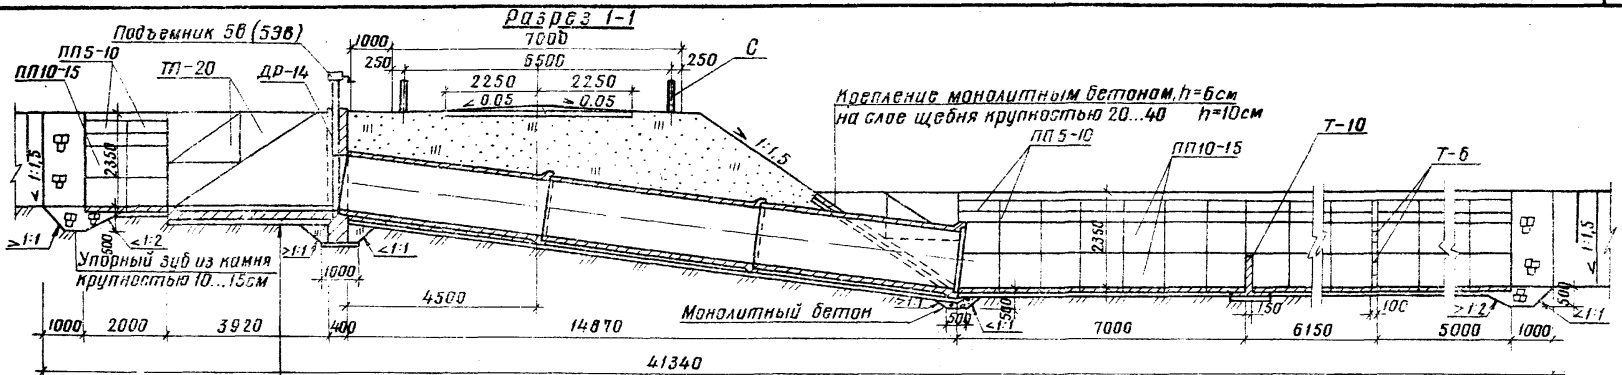 Разрез 1-1
Подъемник 5В (5ЭВ)
1000
7000
С
ПП5-10
250
6500
250
ПП10-15
ТП-20
ДР-14
2250
2250
< 0.05
> 0.05
Крепление монолитным бетоном, h=6см
на слое щебня крупностью 20...40 h=10см
Т-10
ПП5-10
ПП10-15
Т-6
< 1:1,5
2350
> 1:1,5
2350
< 1:1,5
> 1:1
500
< 1:2
> 1:1
< 1:1
Упорный зуб из камня
крупностью 10...15см
1000
4500
> 1:1
Монолитный бетон
500
< 1:1
500
150
100
> 1:2
500
< 1:1
1000
2000
3920
400
14870
7000
6150
5000
1000
41340